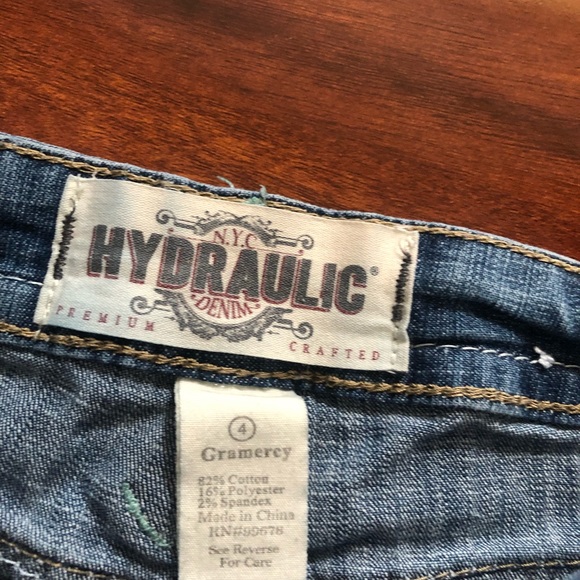 N.Y.C
HYDRAULIC®
DENIM
PREMIUM CRAFTED
4
Gramercy
82% Cotton
16% Polyester
2% Spandex
Made in China
RN#99676
See Reverse
For Care